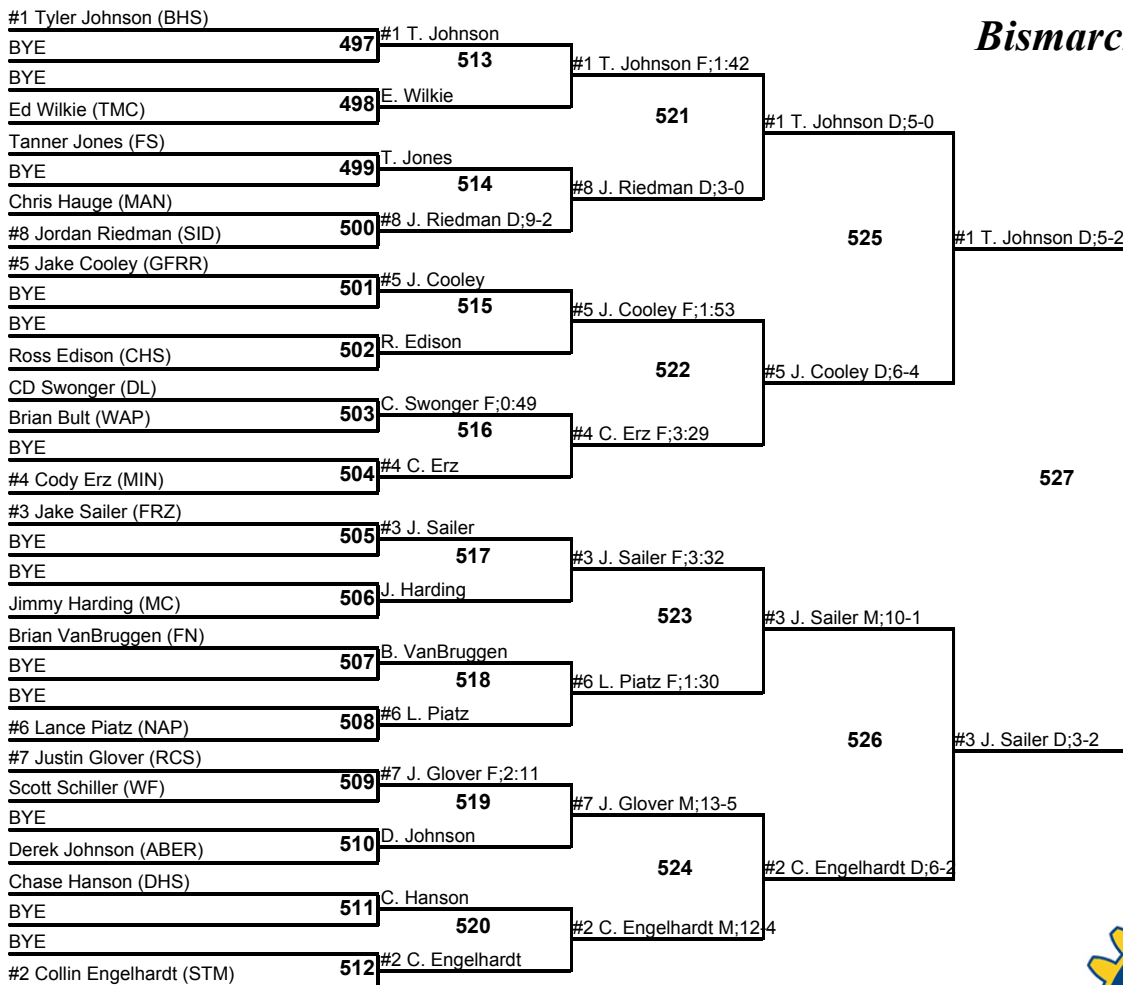 #1 Tyler Johnson (BHS)
BYE
497
BYE
Ed Wilkie (TMC)
498
Tanner Jones (FS)
BYE
499
Chris Hauge (MAN)
#8 Jordan Riedman (SID)
500
#5 Jake Cooley (GFRR)
BYE
501
BYE
Ross Edison (CHS)
502
CD Swonger (DL)
Brian Bult (WAP)
503
BYE
#4 Cody Erz (MIN)
504
#3 Jake Sailer (FRZ)
BYE
505
BYE
Jimmy Harding (MC)
506
Brian VanBruggen (FN)
BYE
507
BYE
#6 Lance Piatz (NAP)
508
#7 Justin Glover (RCS)
Scott Schiller (WF)
509
BYE
Derek Johnson (ABER)
510
Chase Hanson (DHS)
BYE
511
BYE
#2 Collin Engelhardt (STM)
512
#1 T. Johnson
513
E. Wilkie
T. Jones
514
#8 J. Riedman D;9-2
#5 J. Cooley
515
R. Edison
C. Swonger F;0:49
516
#4 C. Erz
#3 J. Sailer
517
J. Harding
B. VanBruggen
518
#6 L. Piatz
#7 J. Glover F;2:11
519
D. Johnson
C. Hanson
520
#2 C. Engelhardt
#1 T. Johnson F;1:42
521
#8 J. Riedman D;3-0
#5 J. Cooley F;1:53
522
#4 C. Erz F;3:29
#3 J. Sailer F;3:32
523
#6 L. Piatz F;1:30
#7 J. Glover M;13-5
524
#2 C. Engelhardt M;12-4
#1 T. Johnson D;5-0
525
#5 J. Cooley D;6-4
#3 J. Sailer M;10-1
526
#2 C. Engelhardt D;6-2
Bismarc
#1 T. Johnson D;5-2
527
#3 J. Sailer D;3-2